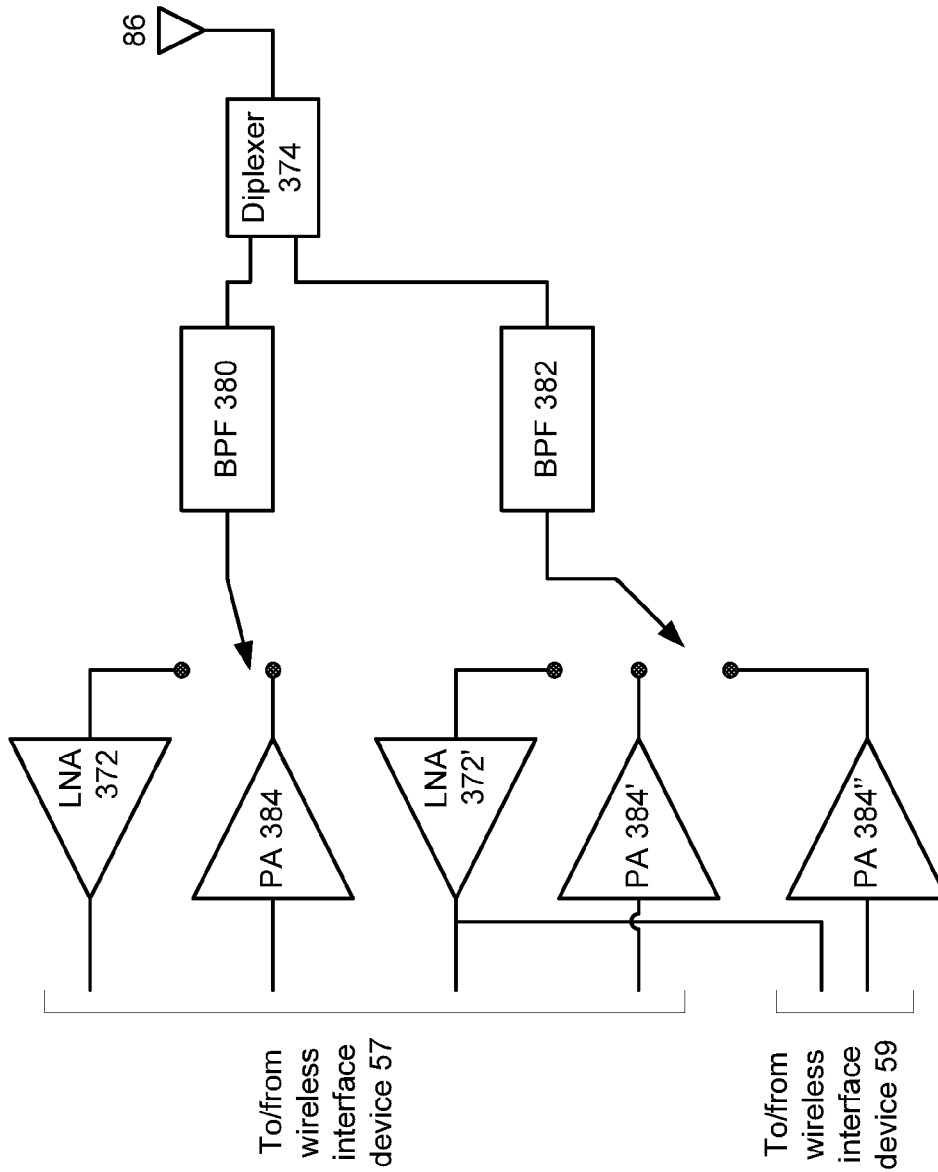 86
Diplexer
374
BPF 380
BPF 382
LNA
372
PA 384
LNA
372'
PA 384'
PA 384”
To/from
wireless
interface
device 57
To/from
wireless
interface
device 59